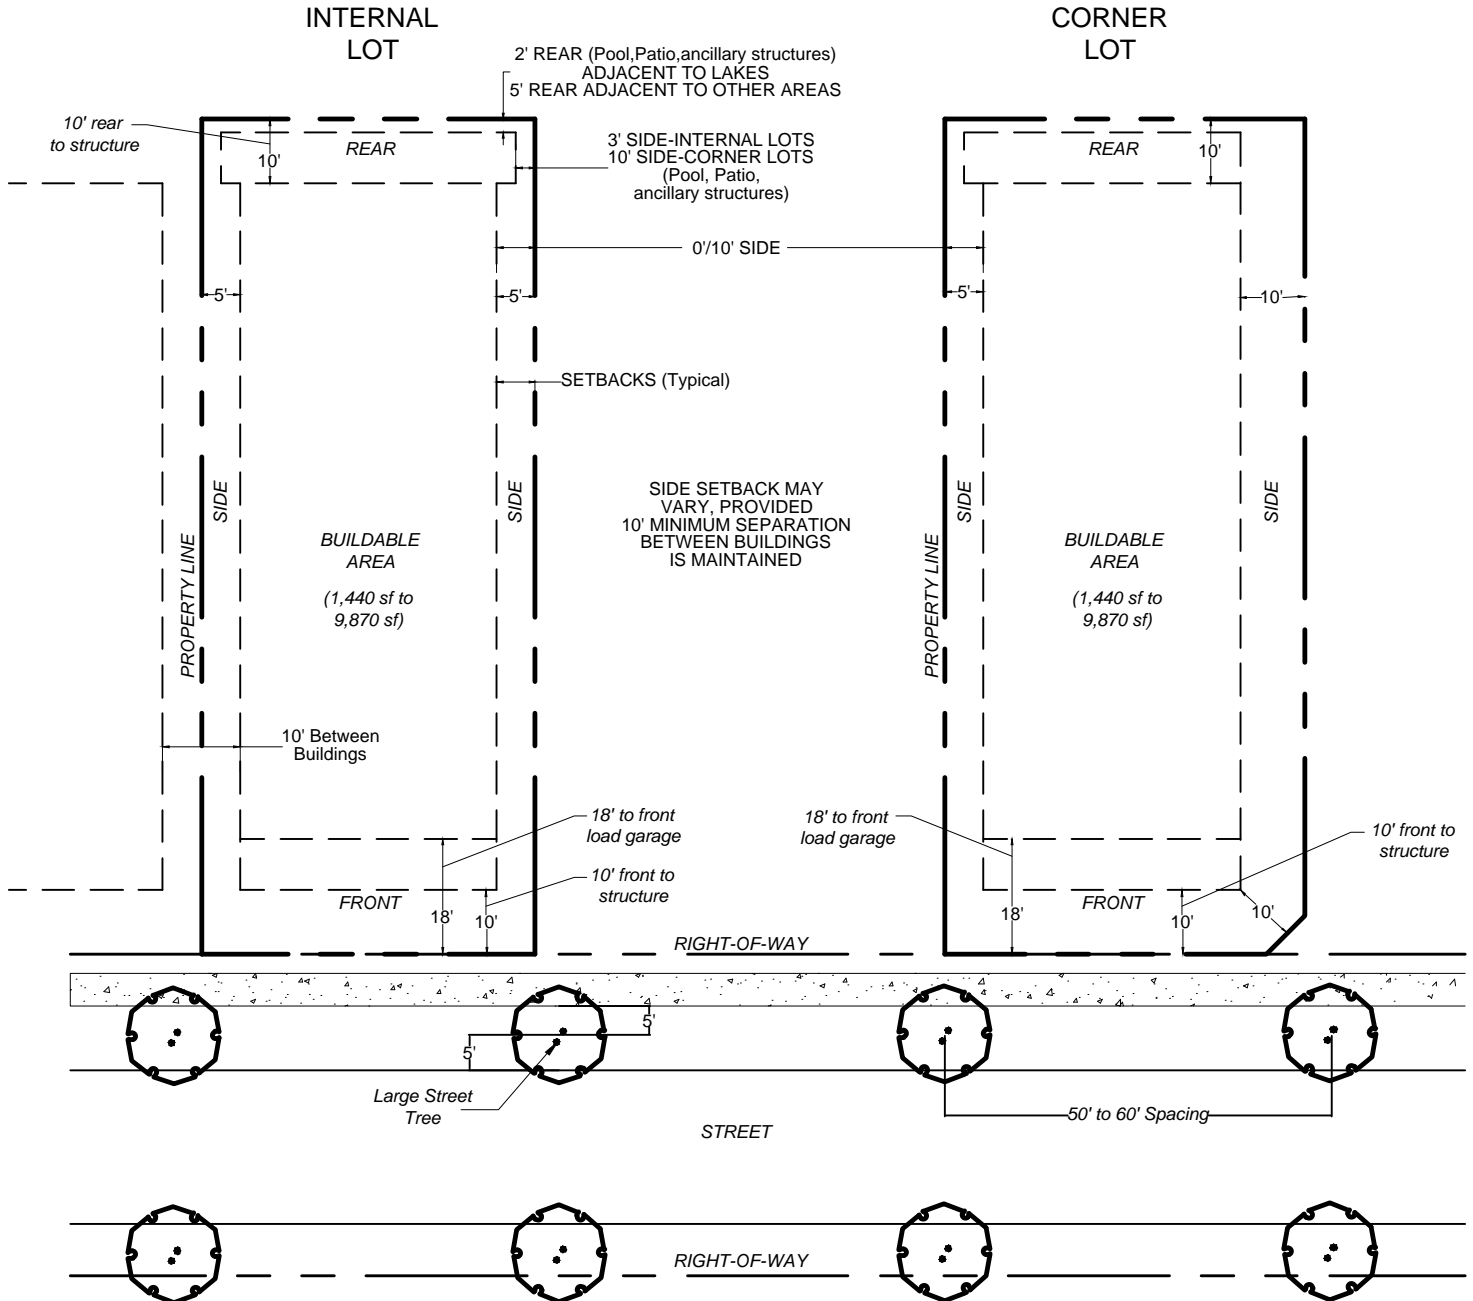 INTERNAL
LOT
CORNER
LOT
2' REAR (Pool,Patio,ancillary structures)
ADJACENT TO LAKES
5' REAR ADJACENT TO OTHER AREAS
10' rear
to structure
10'
REAR
3' SIDE-INTERNAL LOTS
10' SIDE-CORNER LOTS
(Pool, Patio,
ancillary structures)
REAR
10'
0'/10' SIDE
5'
5'
5'
10'
SETBACKS (Typical)
SIDE
SIDE
SIDE SETBACK MAY
VARY, PROVIDED
10' MINIMUM SEPARATION
BETWEEN BUILDINGS
IS MAINTAINED
SIDE
SIDE
PROPERTY LINE
BUILDABLE
AREA
(1,440 sf to
9,870 sf)
PROPERTY LINE
BUILDABLE
AREA
(1,440 sf to
9,870 sf)
10' Between
Buildings
18' to front
load garage
18' to front
load garage
10' front to
structure
10' front to
structure
FRONT
18'
10'
FRONT
18'
10'
10'
RIGHT-OF-WAY
5'
5'
Large Street
Tree
50' to 60' Spacing
STREET
RIGHT-OF-WAY